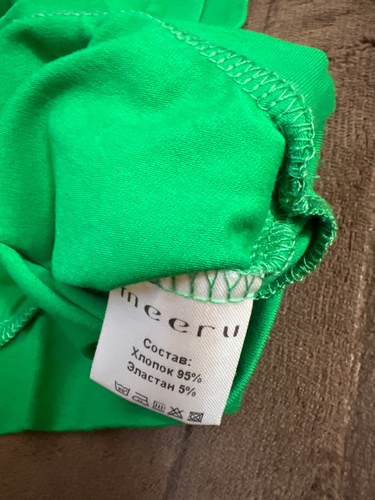 meeru
Состав:
Хлопок 95%
Эластан 5%